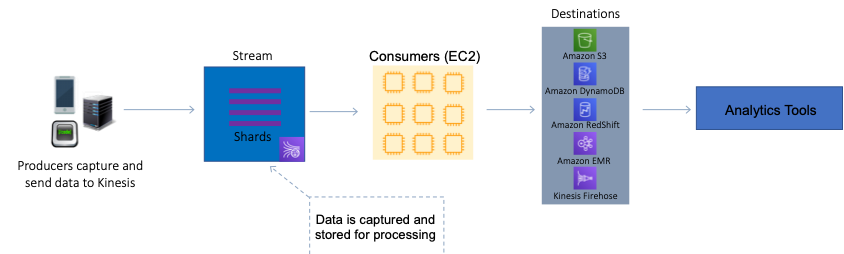 Destinations
Stream
Consumers (EC2)
Amazon S3
Amazon DynamoDB
Amazon RedShift
Amazon EMR
Kinesis Firehose
Analytics Tools
Shards
Producers capture and
send data to Kinesis
Data is captured and
stored for processing